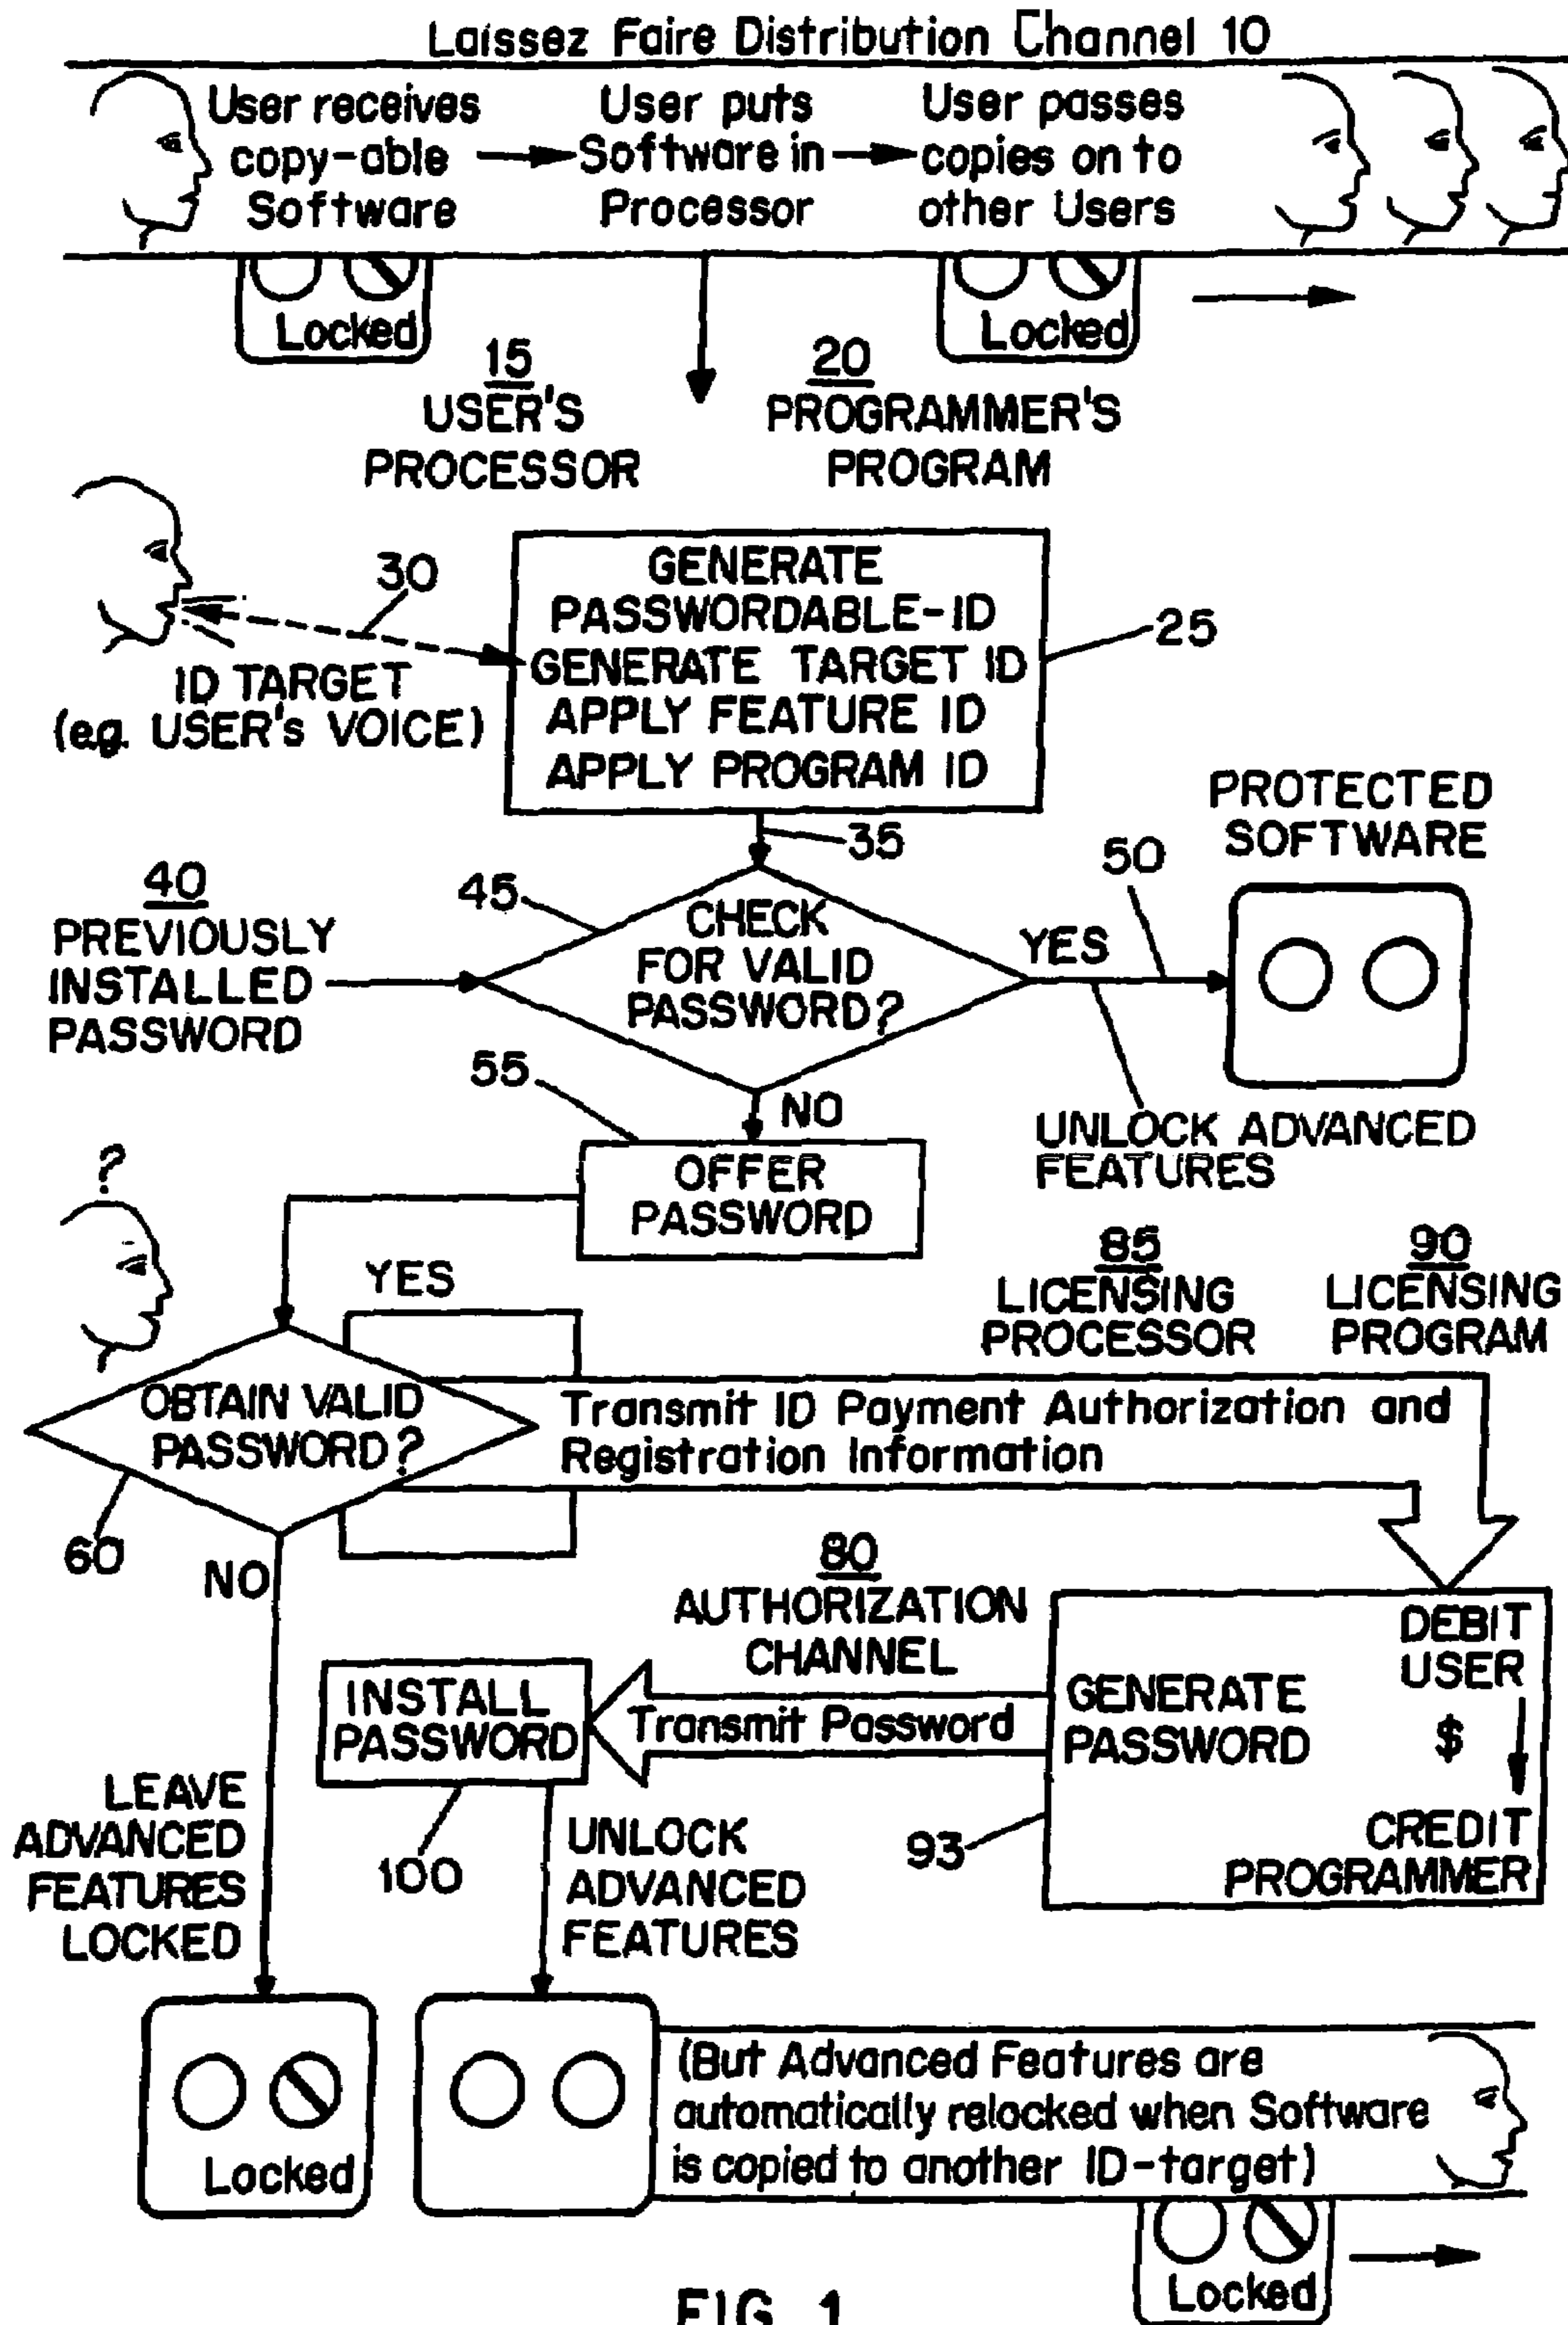 Laissez Faire Distribution Channel 10
User receives
copy-able
Software
User puts
Software in
Processor
User passes
copies on to
other Users
Locked
Locked
15
USER'S
PROCESSOR
20
PROGRAMMER'S
PROGRAM
30
ID TARGET
(e.g. USER's VOICE)
GENERATE
PASSWORDABLE-ID
GENERATE TARGET ID
APPLY FEATURE ID
APPLY PROGRAM ID
25
35
40
PREVIOUSLY
INSTALLED
PASSWORD
45
CHECK
FOR VALID
PASSWORD?
YES
50
PROTECTED
SOFTWARE
UNLOCK ADVANCED
FEATURES
NO
55
OFFER
PASSWORD
?
YES
85
LICENSING
PROCESSOR
90
LICENSING
PROGRAM
OBTAIN VALID
PASSWORD?
Transmit ID Payment Authorization and
Registration Information
60
NO
80
AUTHORIZATION
CHANNEL
DEBIT
USER
$
CREDIT
PROGRAMMER
GENERATE
PASSWORD
93
Transmit Password
INSTALL
PASSWORD
100
LEAVE
ADVANCED
FEATURES
LOCKED
UNLOCK
ADVANCED
FEATURES
Locked
(But Advanced Features are
automatically relocked when Software
is copied to another ID-target)
Locked
FIG. 1